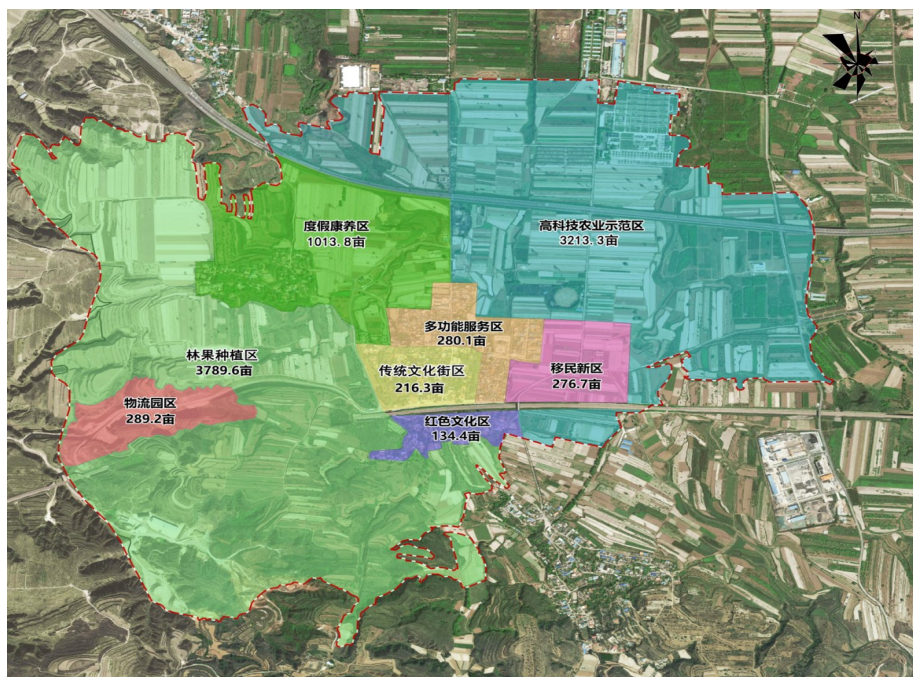 N
度假康养区
1013.8亩
高科技农业示范区
3213.3亩
多功能服务区
280.1亩
林果种植区
3789.6亩
传统文化街区
216.3亩
移民新区
276.7亩
物流园区
289.2亩
红色文化区
134.4亩